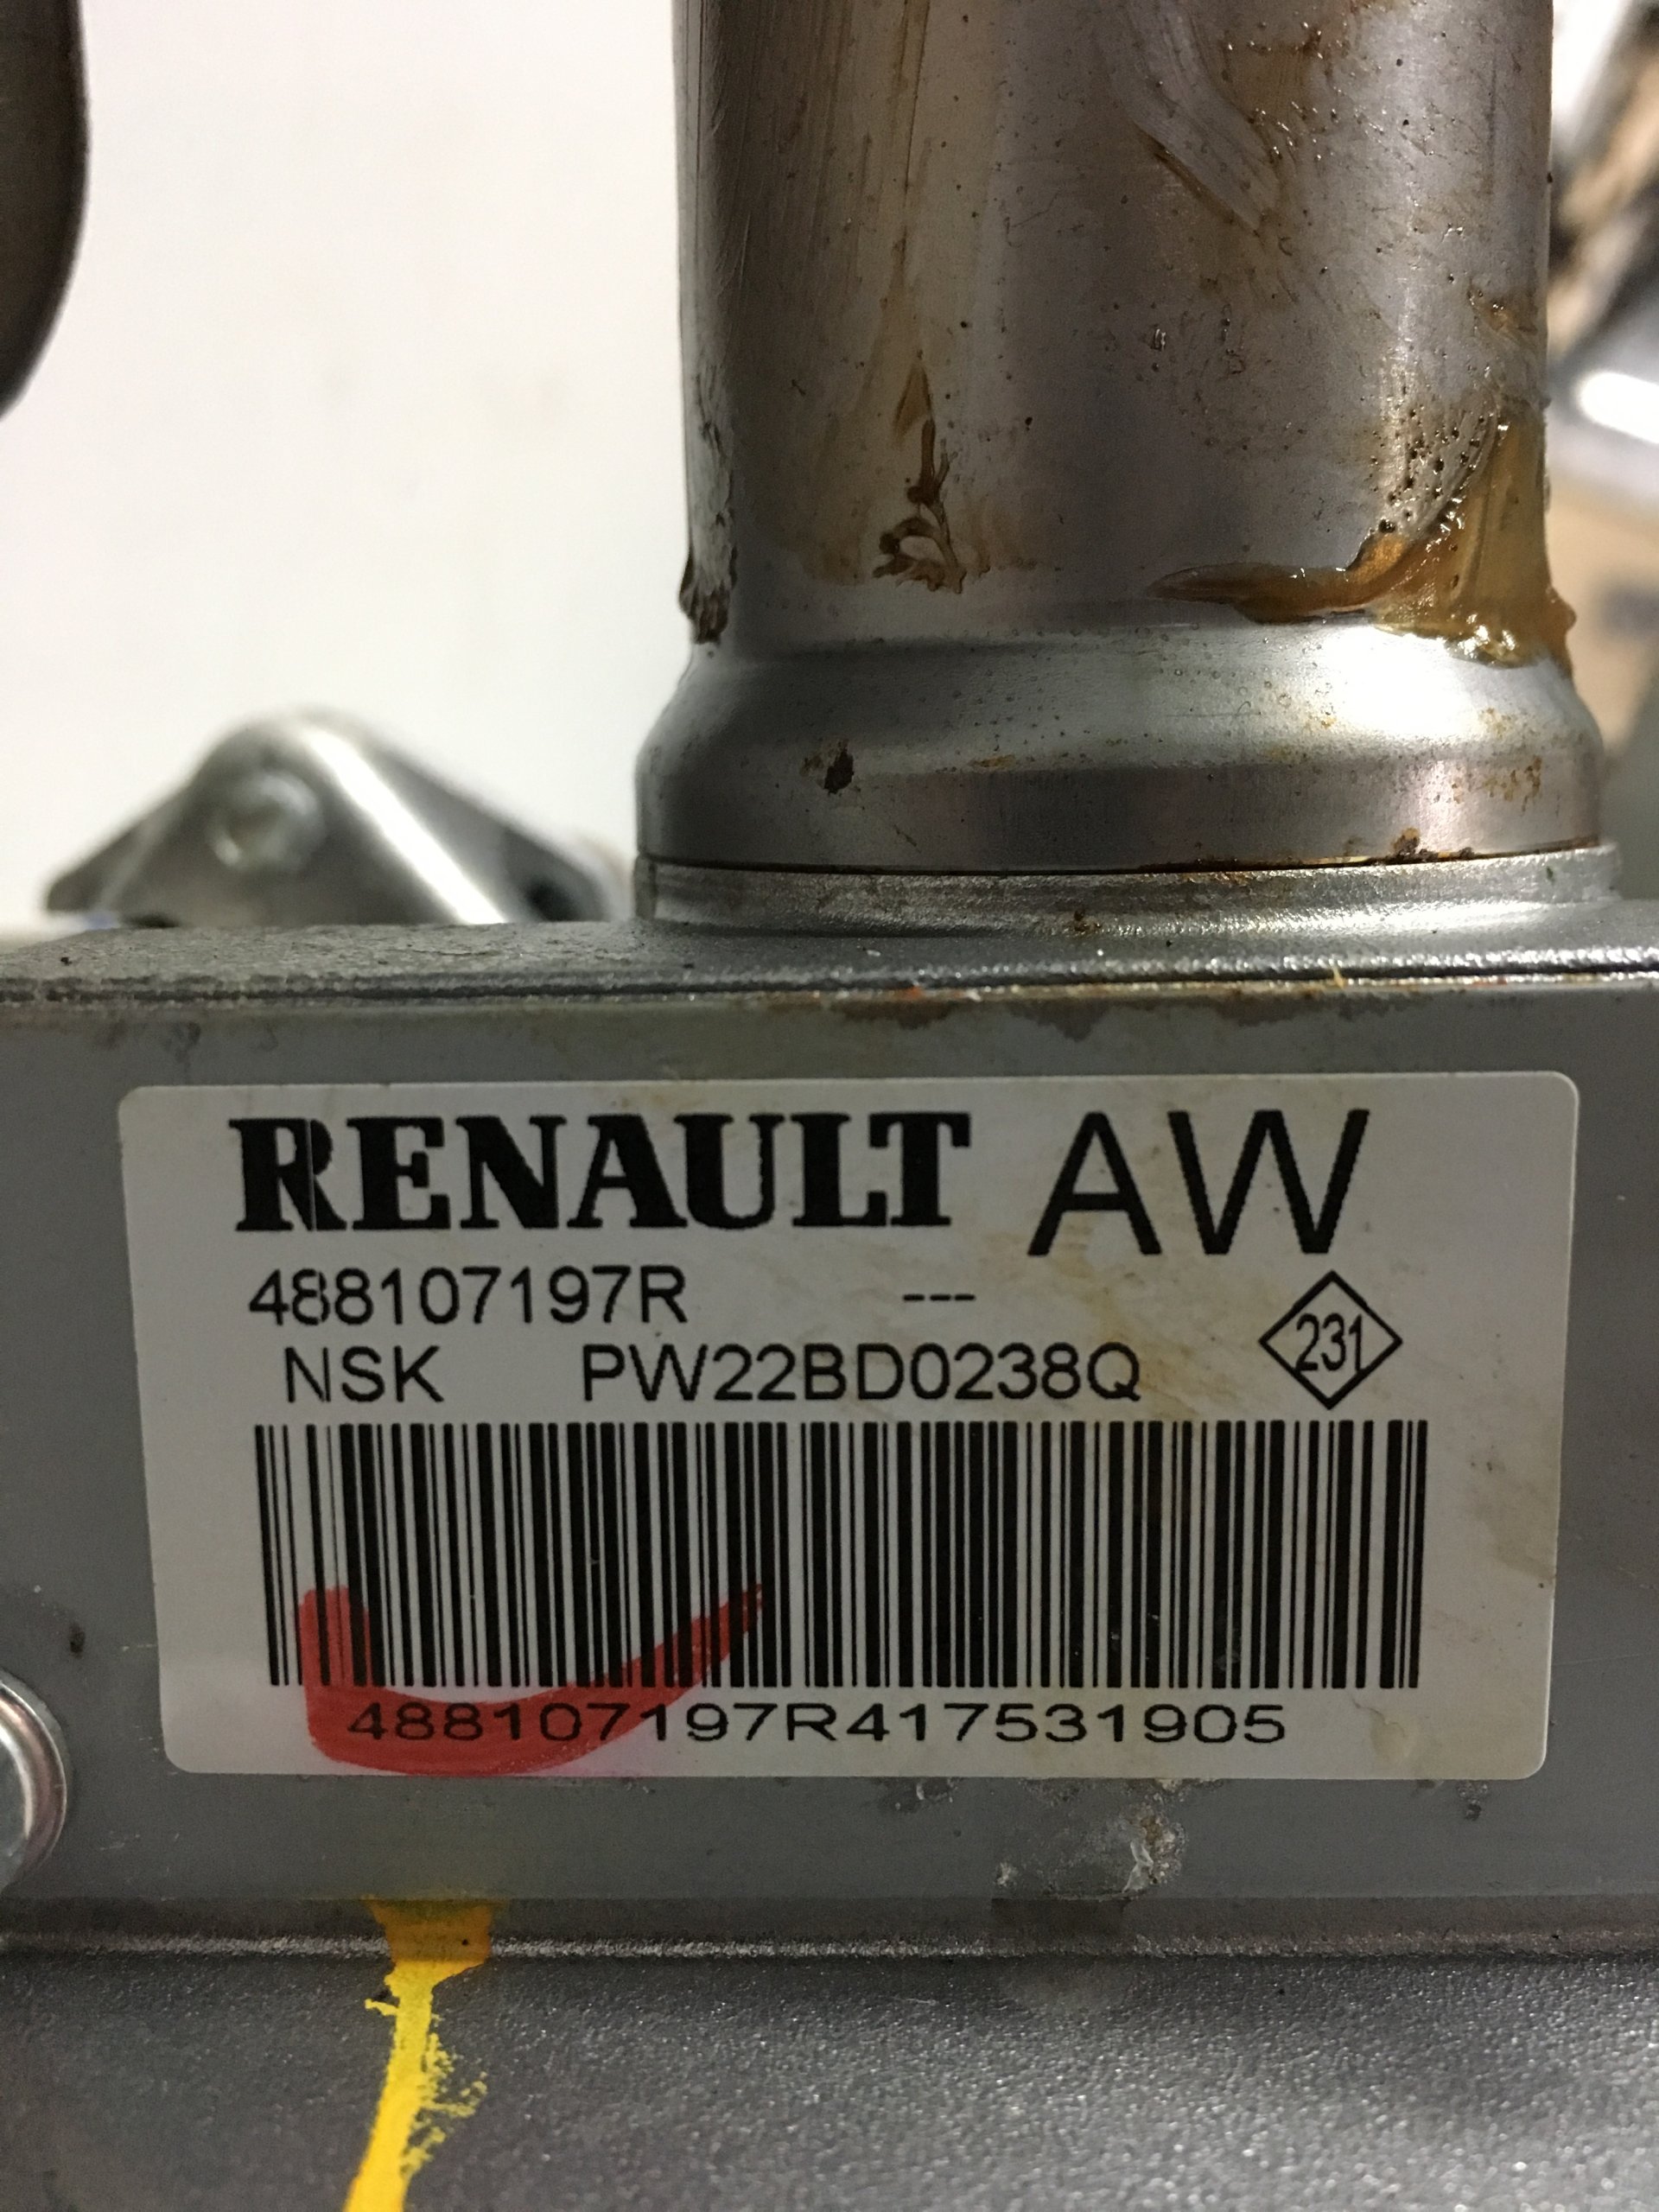 RENAULT AW
488107197R ---
231
NSK PW22BD0238Q
488107197R417531905